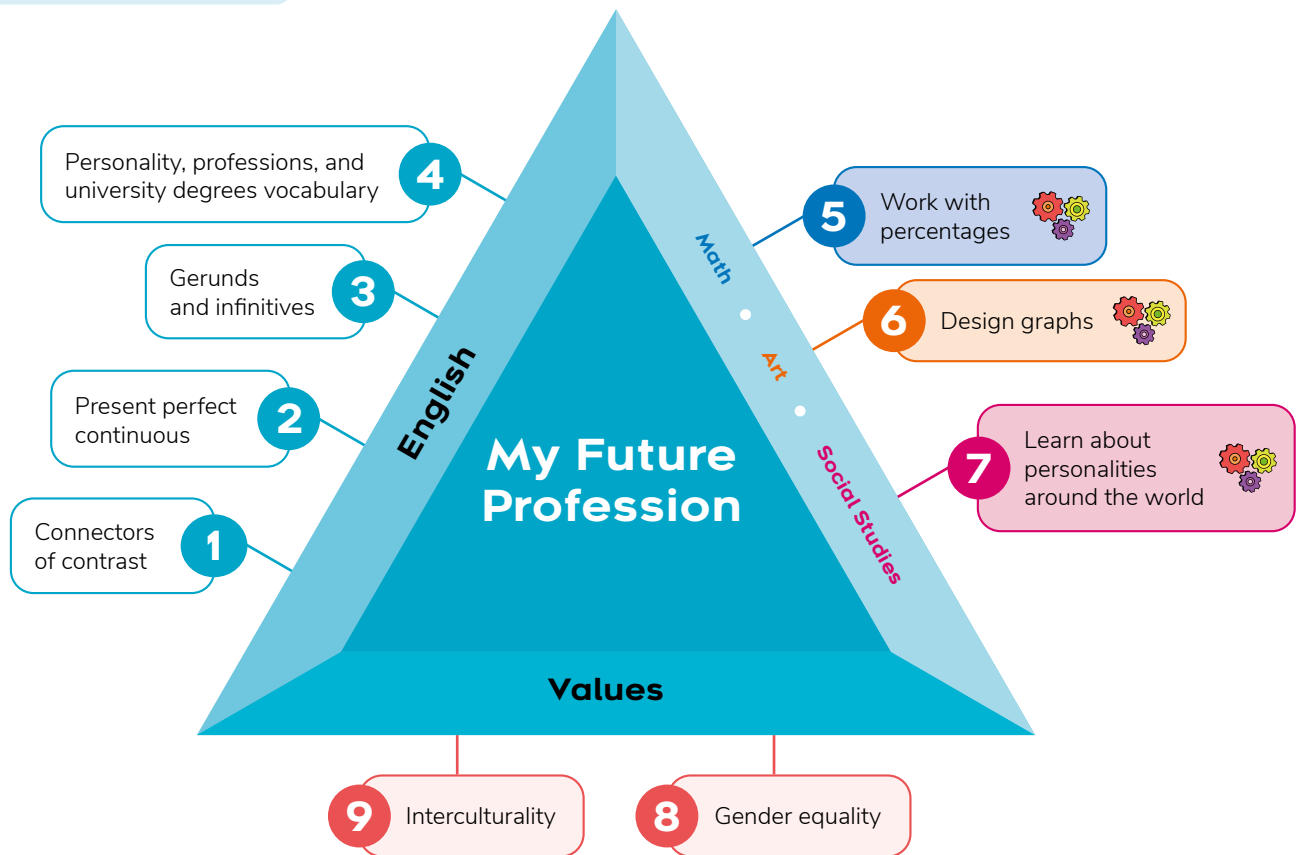 4
Personality, professions, and
university degrees vocabulary
3
Gerunds
and infinitives
2
Present perfect
continuous
1
Connectors
of contrast
English
My Future
Profession
Math
Art
Social Studies
5
Work with
percentages
6
Design graphs
7
Learn about
personalities
around the world
Values
9
Interculturality
8
Gender equality